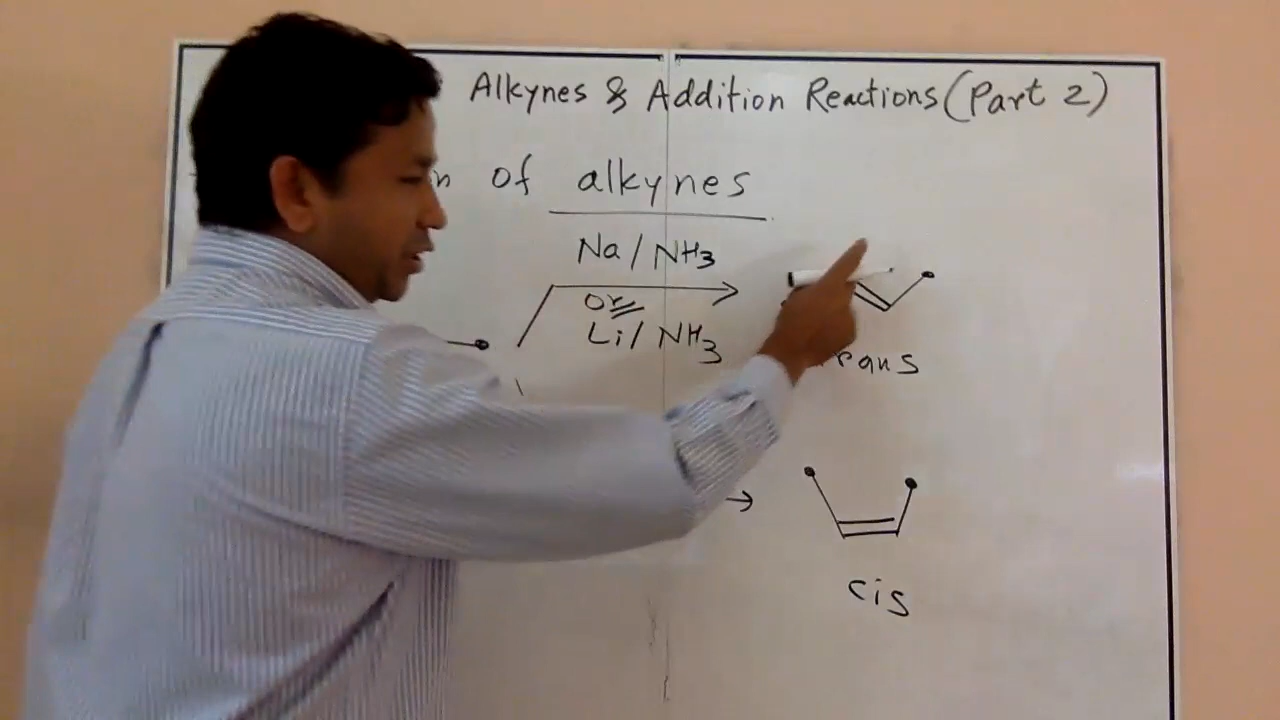 Alkynes & Addition Reactions (Part 2)
of alkynes
Na / NH3
Or
Li / NH3
cis